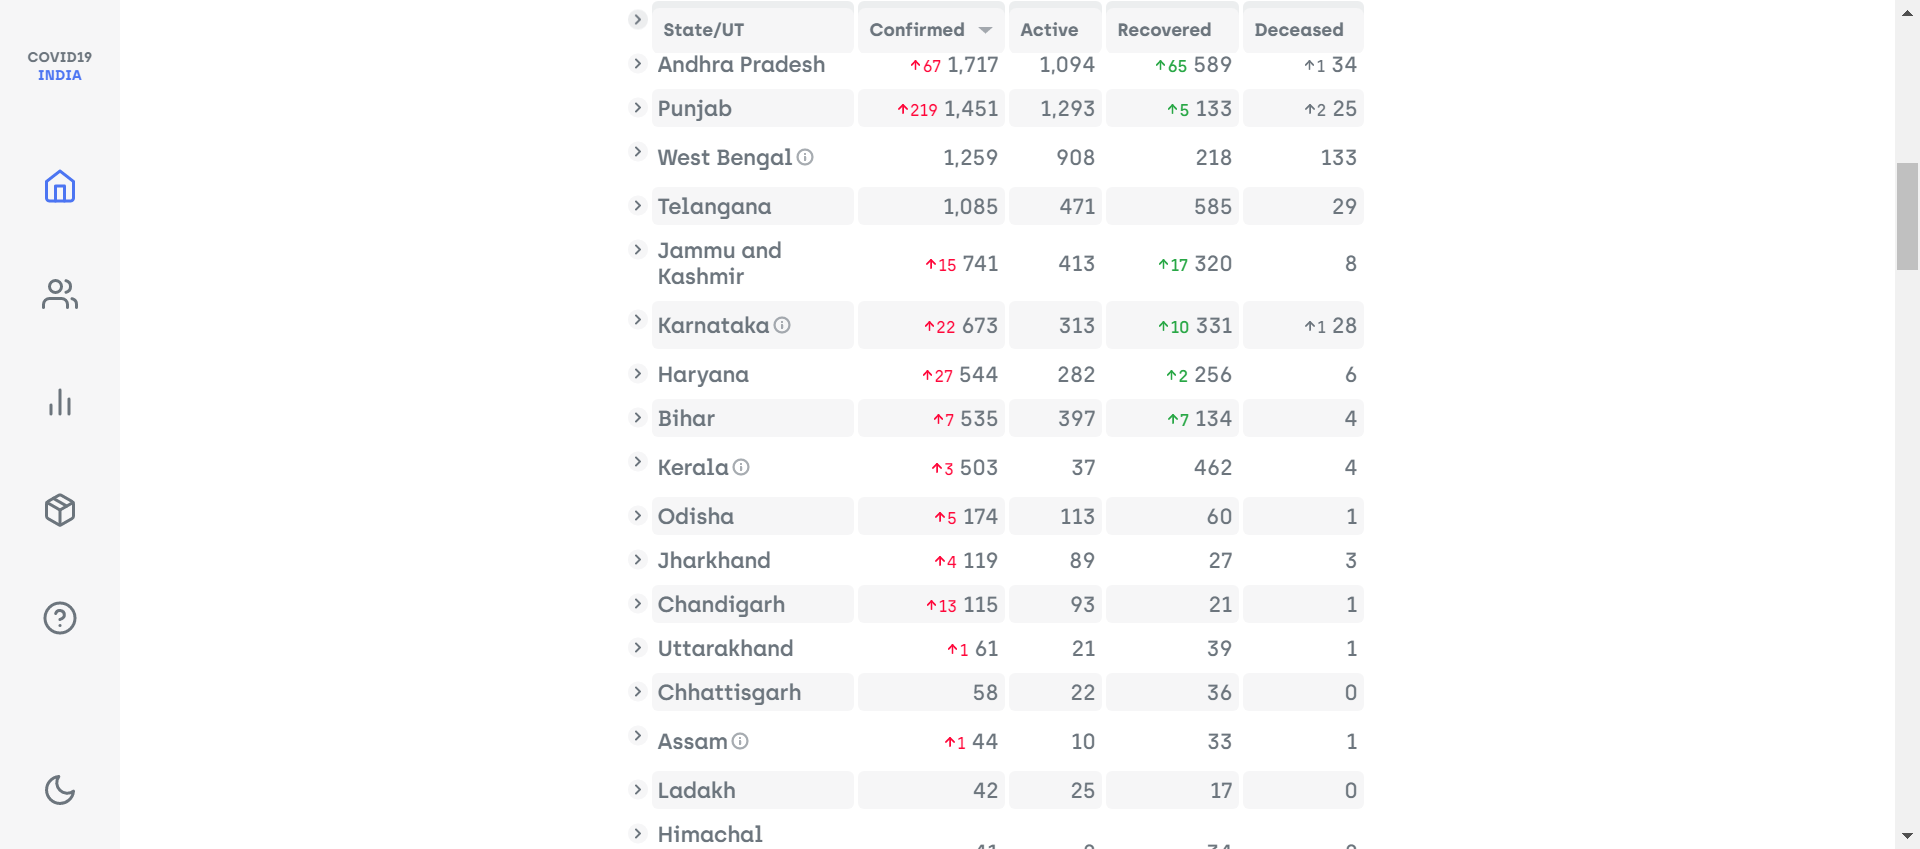 COVID19
INDIA
State/UT Confirmed Active Recovered Deceased
Andhra Pradesh ↑67 1,717 1,094 ↑65 589 ↑1 34
Punjab ↑219 1,451 1,293 ↑5 133 ↑2 25
West Bengal 1,259 908 218 133
Telangana 1,085 471 585 29
Jammu and
Kashmir ↑15 741 413 ↑17 320 8
Karnataka ↑22 673 313 ↑10 331 ↑1 28
Haryana ↑27 544 282 ↑2 256 6
Bihar ↑7 535 397 ↑7 134 4
Kerala ↑3 503 37 462 4
Odisha ↑5 174 113 60 1
Jharkhand ↑4 119 89 27 3
Chandigarh ↑13 115 93 21 1
Uttarakhand ↑1 61 21 39 1
Chhattisgarh 58 22 36 0
Assam ↑1 44 10 33 1
Ladakh 42 25 17 0
Himachal